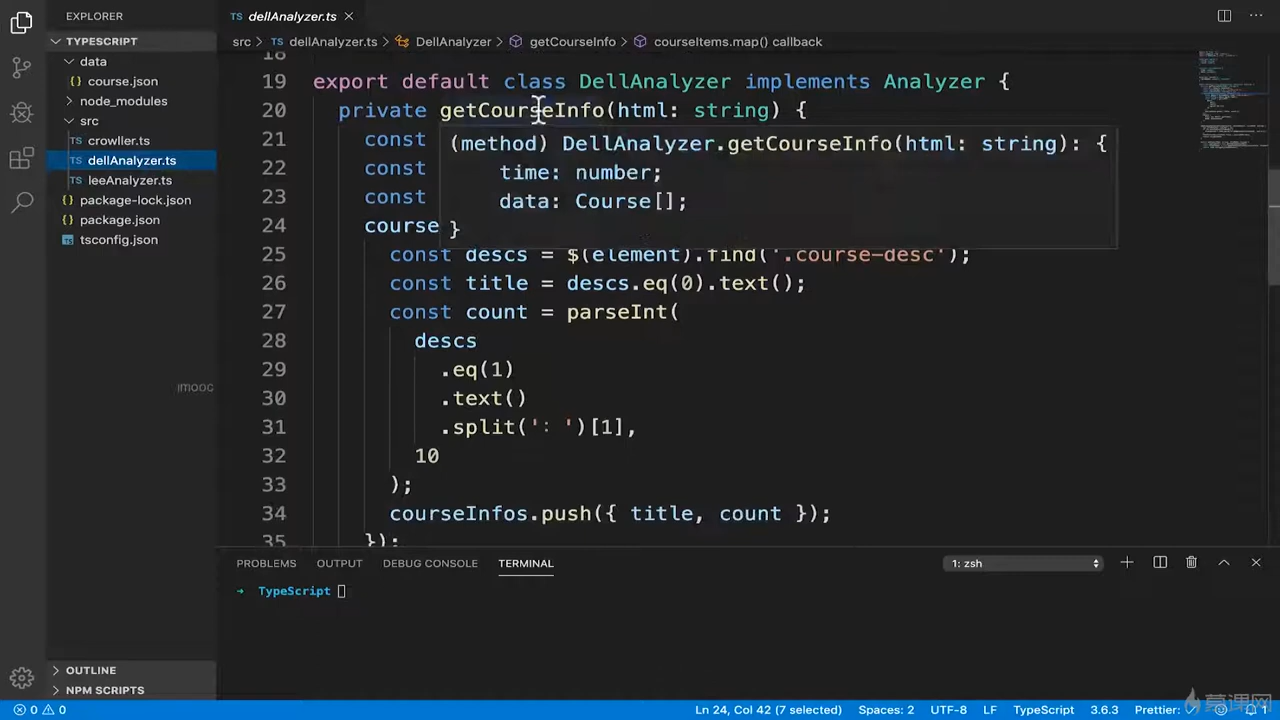 EXPLORER
TS dellAnalyzer.ts
TYPESCRIPT
src > TS dellAnalyzer.ts > DellAnalyzer > getCourseInfo > courseItems.map() callback
data
{} course.json
node_modules
src
TS crowller.ts
TS dellAnalyzer.ts
TS leeAnalyzer.ts
{} package-lock.json
{} package.json
tsconfig.json
18
19 export default class DellAnalyzer implements Analyzer {
20 private getCourseInfo(html: string) {
21 const
(method) DellAnalyzer.getCourseInfo(html: string): {
22 const
time: number;
23 const
data: Course[];
24 course
}
25 const descs = $(element).find('.course-desc');
26 const title = descs.eq(0).text();
27 const count = parseInt(
28 descs
29 .eq(1)
30 .text()
31 .split('：')[1],
32 10
33 );
34 courseInfos.push({ title, count });
35 });
imooc
PROBLEMS OUTPUT DEBUG CONSOLE TERMINAL 1: zsh
→ TypeScript
OUTLINE
NPM SCRIPTS
0 0 Ln 24, Col 42 (7 selected) Spaces: 2 UTF-8 LF TypeScript 3.6.3 Prettier: ✓ 1
慕课网